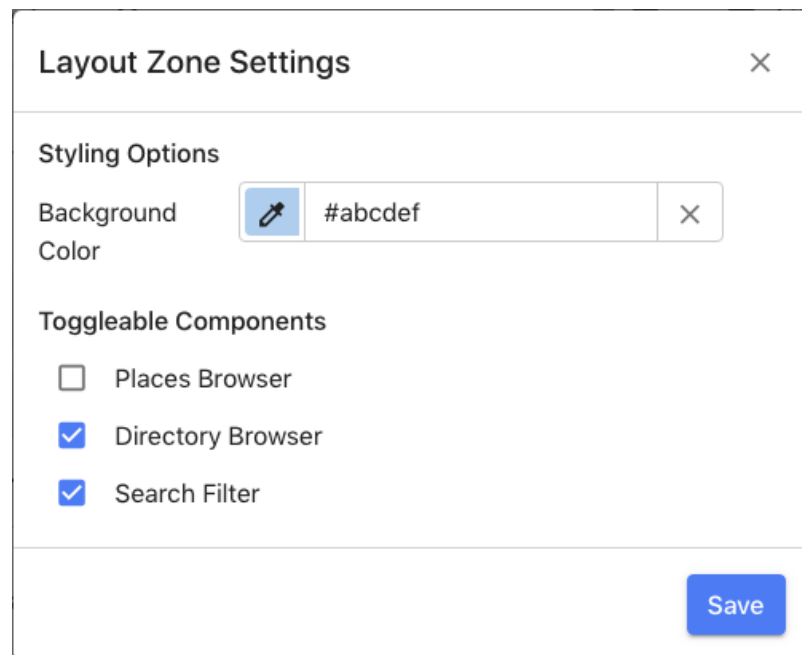 Layout Zone Settings
Styling Options
Background
Color
#abcdef
Toggleable Components
Places Browser
Directory Browser
Search Filter
Save